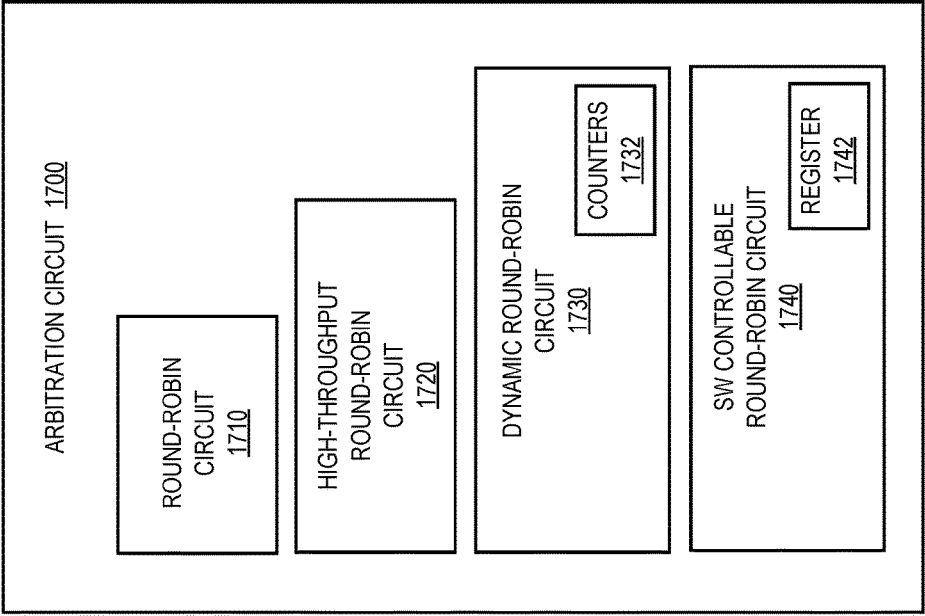 ARBITRATION CIRCUIT 1700
ROUND-ROBIN
CIRCUIT
1710
HIGH-THROUGHPUT
ROUND-ROBIN
CIRCUIT
1720
DYNAMIC ROUND-ROBIN
CIRCUIT
1730
COUNTERS
1732
SW CONTROLLABLE
ROUND-ROBIN CIRCUIT
1740
REGISTER
1742